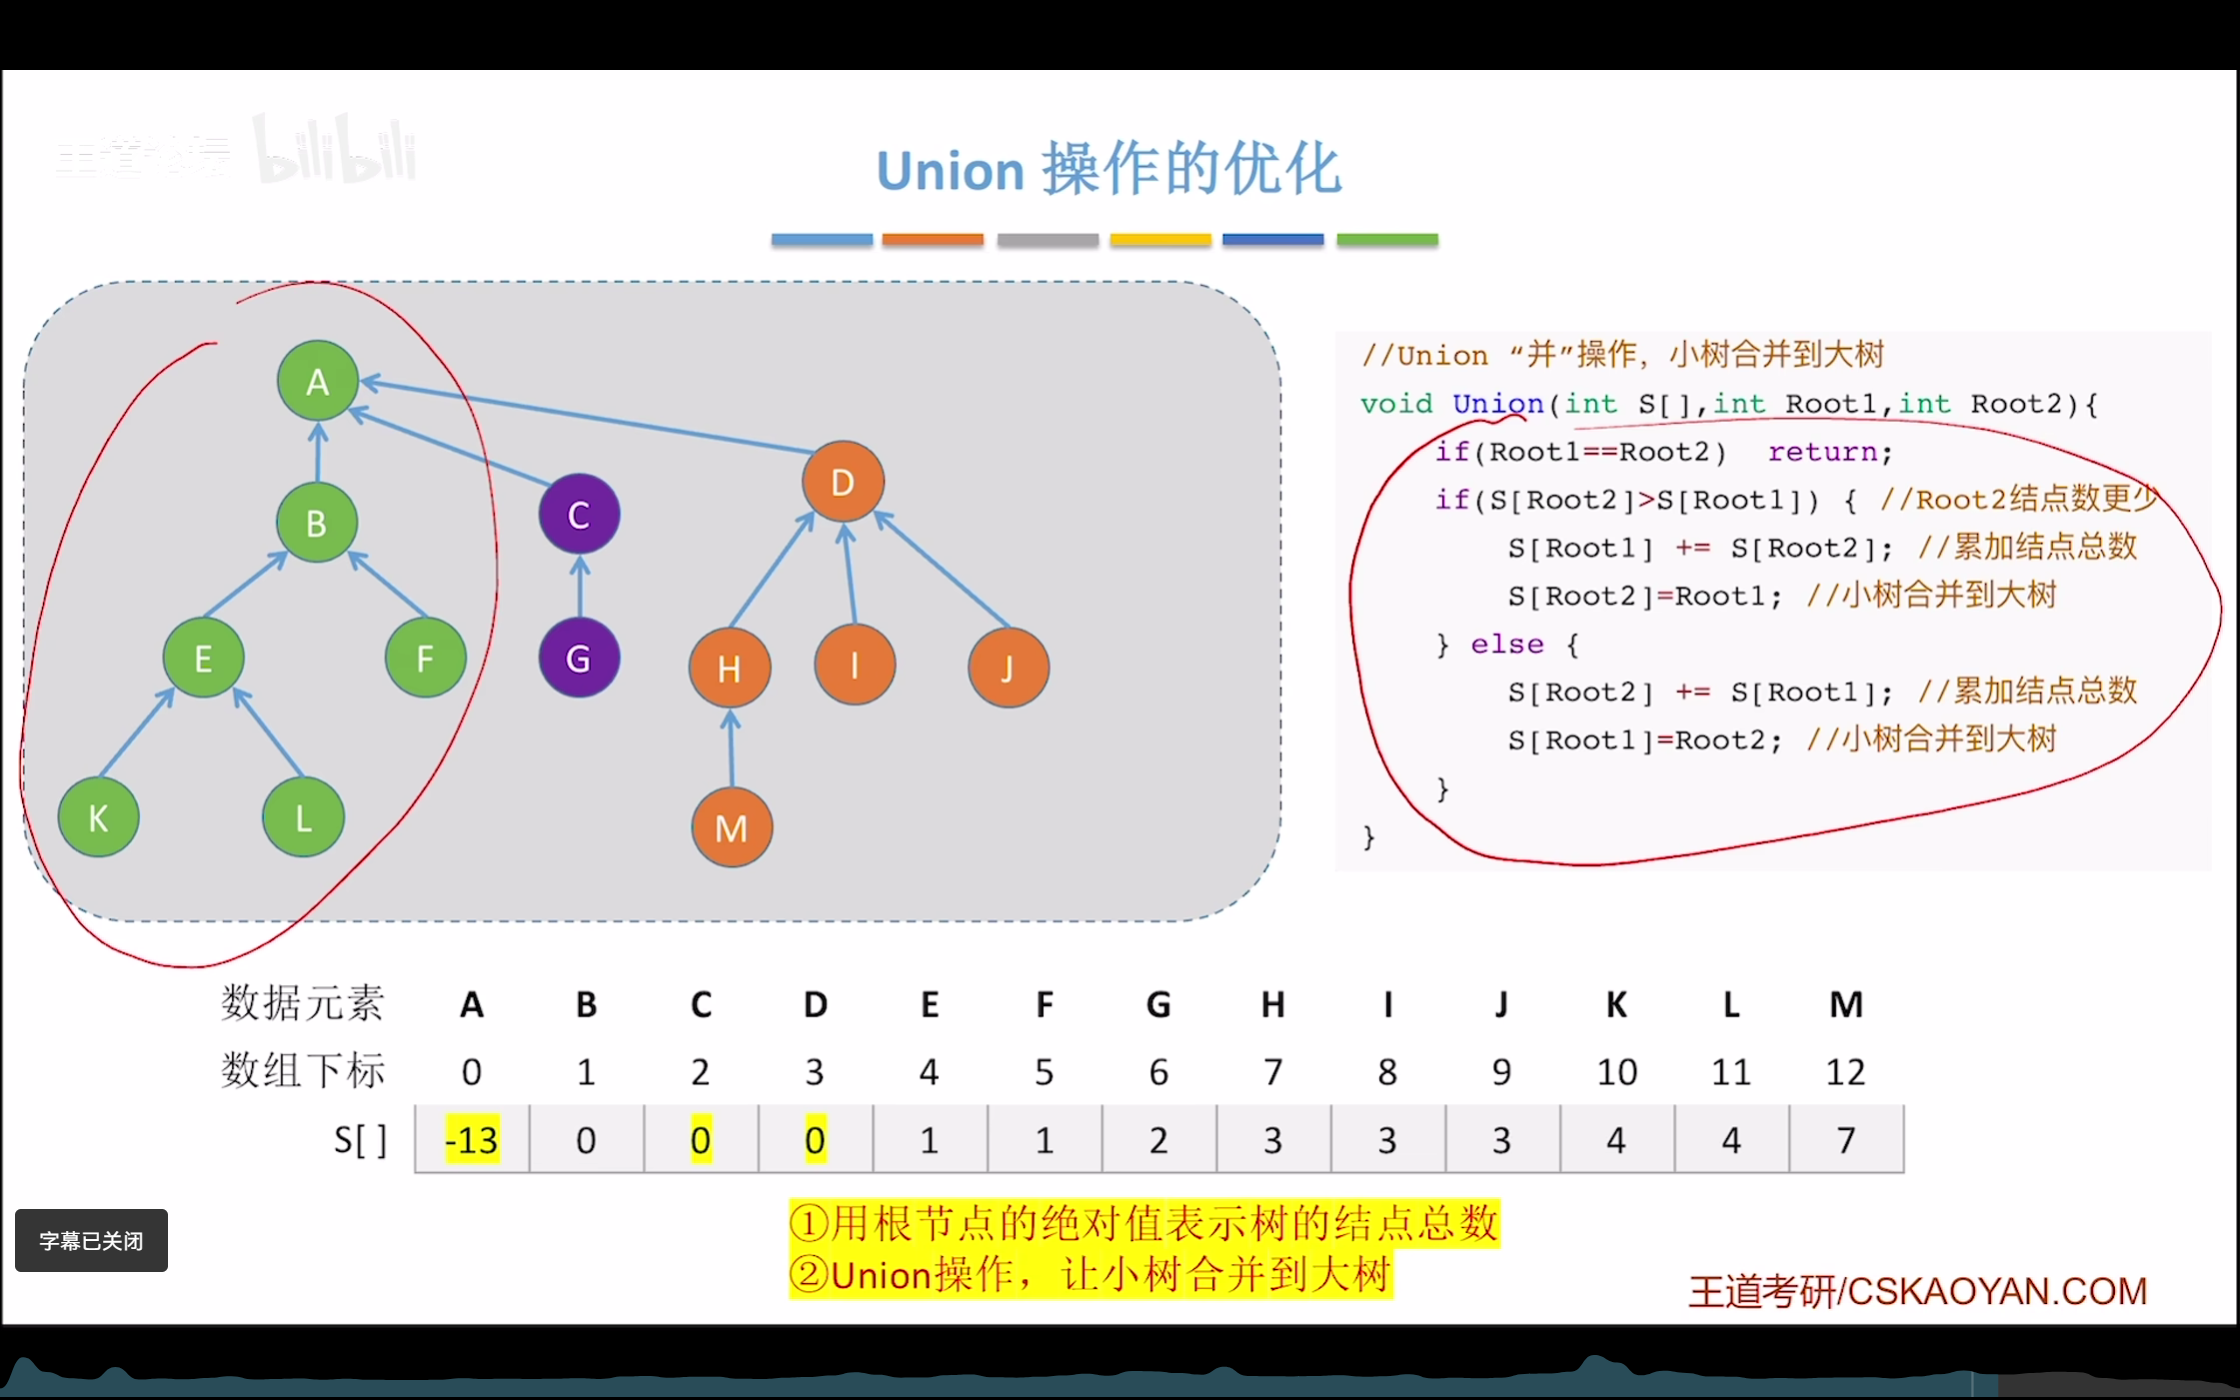 王道论坛 bilibili
Union 操作的优化
A
B
C
D
E
F
G
H
I
J
K
L
M
//Union “并”操作，小树合并到大树
void Union(int S[],int Root1,int Root2){
if(Root1==Root2) return;
if(S[Root2]>S[Root1]) { //Root2结点数更少
S[Root1] += S[Root2]; //累加结点总数
S[Root2]=Root1; //小树合并到大树
} else {
S[Root2] += S[Root1]; //累加结点总数
S[Root1]=Root2; //小树合并到大树
}
}
数据元素 A B C D E F G H I J K L M
数组下标 0 1 2 3 4 5 6 7 8 9 10 11 12
S[ ] -13 0 0 0 1 1 2 3 3 3 4 4 7
①用根节点的绝对值表示树的结点总数
②Union操作，让小树合并到大树
字幕已关闭
王道考研/CSKAOYAN.COM